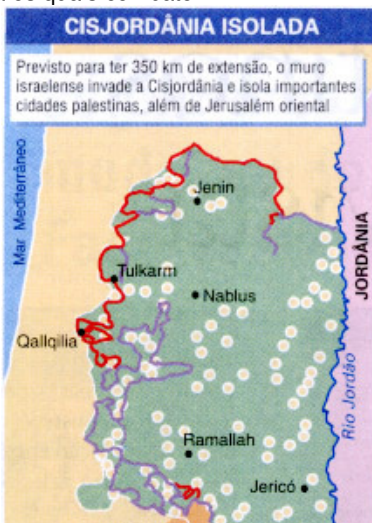 CISJORDÂNIA ISOLADA
Previsto para ter 350 km de extensão, o muro
israelense invade a Cisjordânia e isola importantes
cidades palestinas, além de Jerusalém oriental
Mar Mediterrâneo
Jenin
JORDÂNIA
Tulkarm
Nablus
Qallqilia
Rio Jordão
Ramallah
Jericó